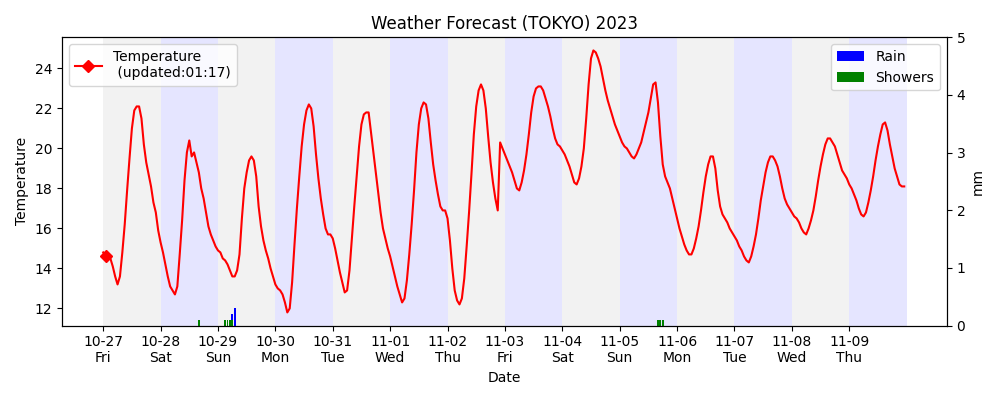 Weather Forecast (TOKYO) 2023
Temperature
(updated:01:17)
Rain
Showers
Temperature
24
22
20
18
16
14
12
5
4
3
2
1
0
mm
10-27 10-28 10-29 10-30 10-31 11-01 11-02 11-03 11-04 11-05 11-06 11-07 11-08 11-09
Fri Sat Sun Mon Tue Wed Thu Fri Sat Sun Mon Tue Wed Thu
Date